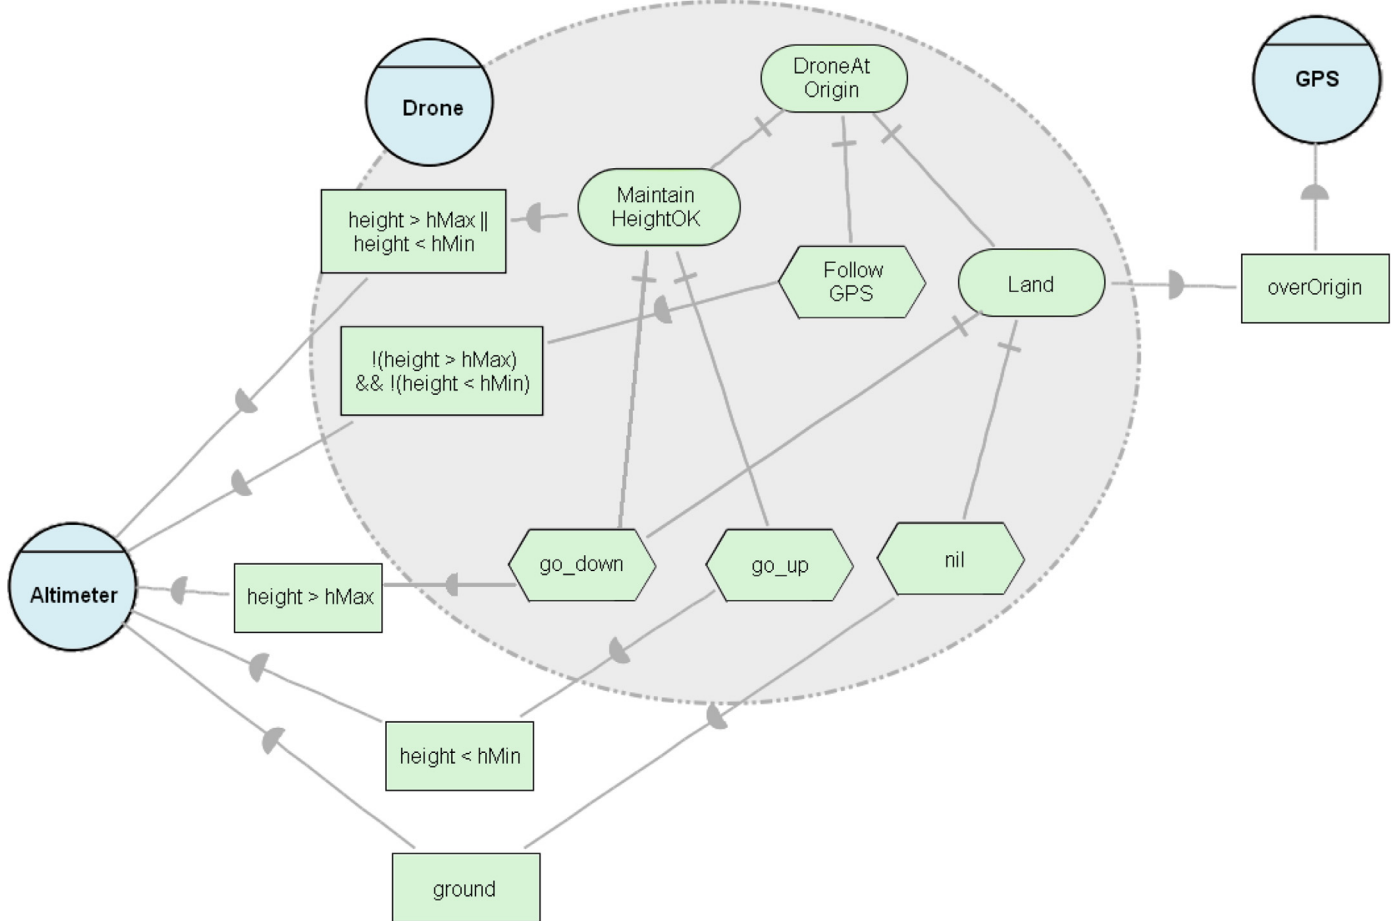 Drone
DroneAt
Origin
GPS
Maintain
HeightOK
height > hMax ||
height < hMin
Follow
GPS
Land
overOrigin
!(height > hMax)
&& !(height < hMin)
go_down
go_up
nil
Altimeter
height > hMax
height < hMin
ground